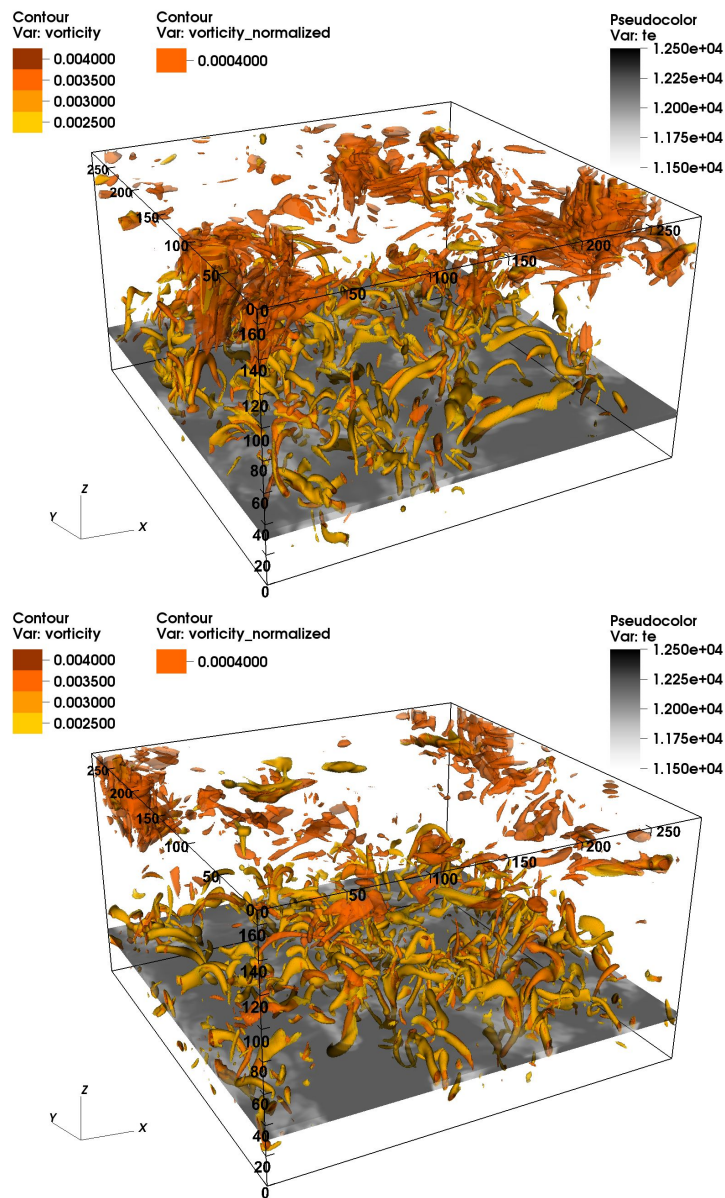 Contour
Var: vorticity
0.004000
0.003500
0.003000
0.002500
Contour
Var: vorticity_normalized
0.0004000
Pseudocolor
Var: te
1.250e+04
1.225e+04
1.200e+04
1.175e+04
1.150e+04
250
200
150
100
50
0
0
50
100
150
200
250
160
140
120
100
80
60
40
20
0
Z
Y
X
Contour
Var: vorticity
0.004000
0.003500
0.003000
0.002500
Contour
Var: vorticity_normalized
0.0004000
Pseudocolor
Var: te
1.250e+04
1.225e+04
1.200e+04
1.175e+04
1.150e+04
250
200
150
100
50
0
0
50
100
150
200
250
160
140
120
100
80
60
40
20
0
Z
Y
X